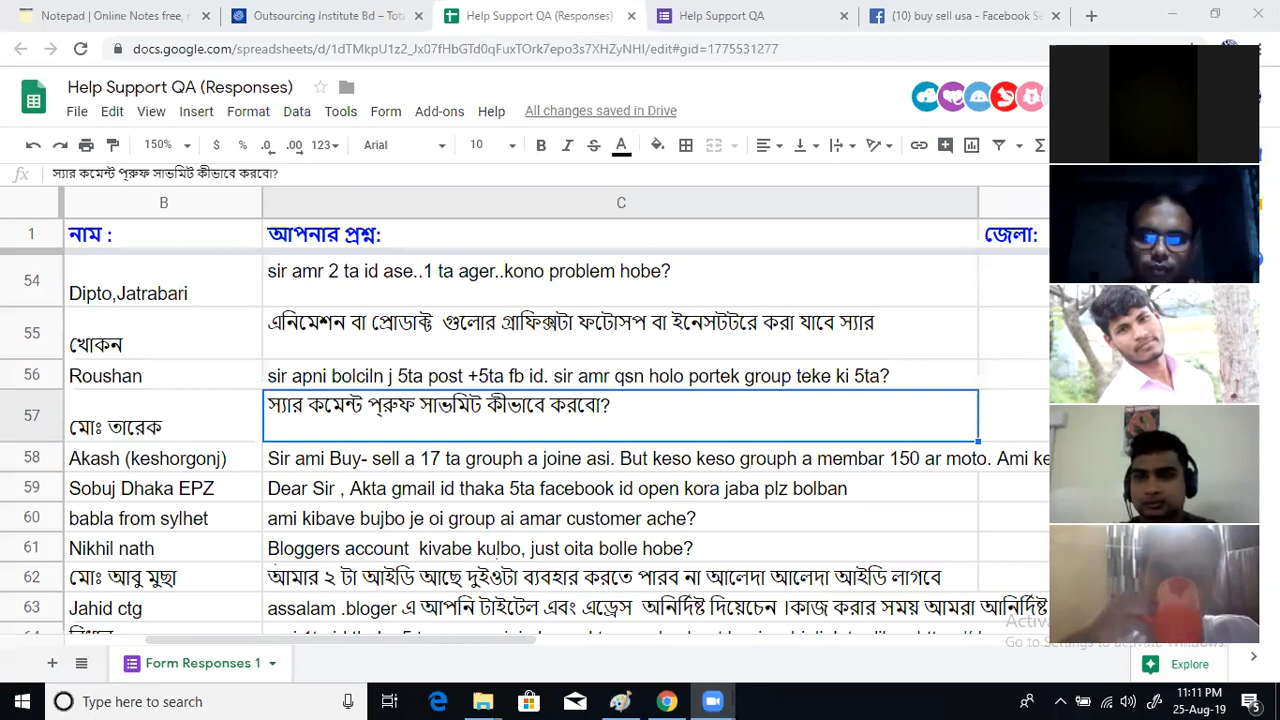 Notepad | Online Notes free, n
Outsourcing institute Bd – Tota
Help Support QA (Responses)
Help Support QA
(10) buy sell usa - Facebook Se
docs.google.com/spreadsheets/d/1dTMkpU1z2_Jx07fHbGTd0qFuxTOrk7epo3s7XHZyNHI/edit#gid=1775531277
Help Support QA (Responses)
File Edit View Insert Format Data Tools Form Add-ons Help All changes saved in Drive
150% $ % .0 .00 123 Arial 10 B I S A
fx স্যার কমেন্ট প্রুফ সাভমিট কীভাবে করবো?
B C
1 নাম : আপনার প্রশ্ন: জেলা:
54 Dipto,Jatrabari sir amr 2 ta id ase..1 ta ager..kono problem hobe?
55 খোকন এনিমেশন বা প্রোডাক্ট গুলোর গ্রাফিক্সটা ফটোসপ বা ইনেসটটরে করা যাবে স্যার
56 Roushan sir apni bolciln j 5ta post +5ta fb id. sir amr qsn holo portek group teke ki 5ta?
57 মোঃ তারেক স্যার কমেন্ট প্রুফ সাভমিট কীভাবে করবো?
58 Akash (keshorgonj) Sir ami Buy- sell a 17 ta grouph a joine asi. But keso keso grouph a membar 150 ar moto. Ami ke
59 Sobuj Dhaka EPZ Dear Sir , Akta gmail id thaka 5ta facebook id open kora jaba plz bolban
60 babla from sylhet ami kibave bujbo je oi group ai amar customer ache?
61 Nikhil nath Bloggers account kivabe kulbo, just oita bolle hobe?
62 মোঃ আবু মুছা আমার ২ টা আইডি আছে দুইওটা ব্যবহার করতে পারব না আলেদা আলেদা আইডি লাগবে
63 Jahid ctg assalam .bloger এ আপনি টাইটেল এবং এড্রেস অনির্দিষ্ট দিয়েচেন ।কাজ করার সময় আমরা আনির্দিষ্ট
Go to Settings to activate Windows.
Form Responses 1
Explore
Type here to search
11:11 PM
25-Aug-19
5